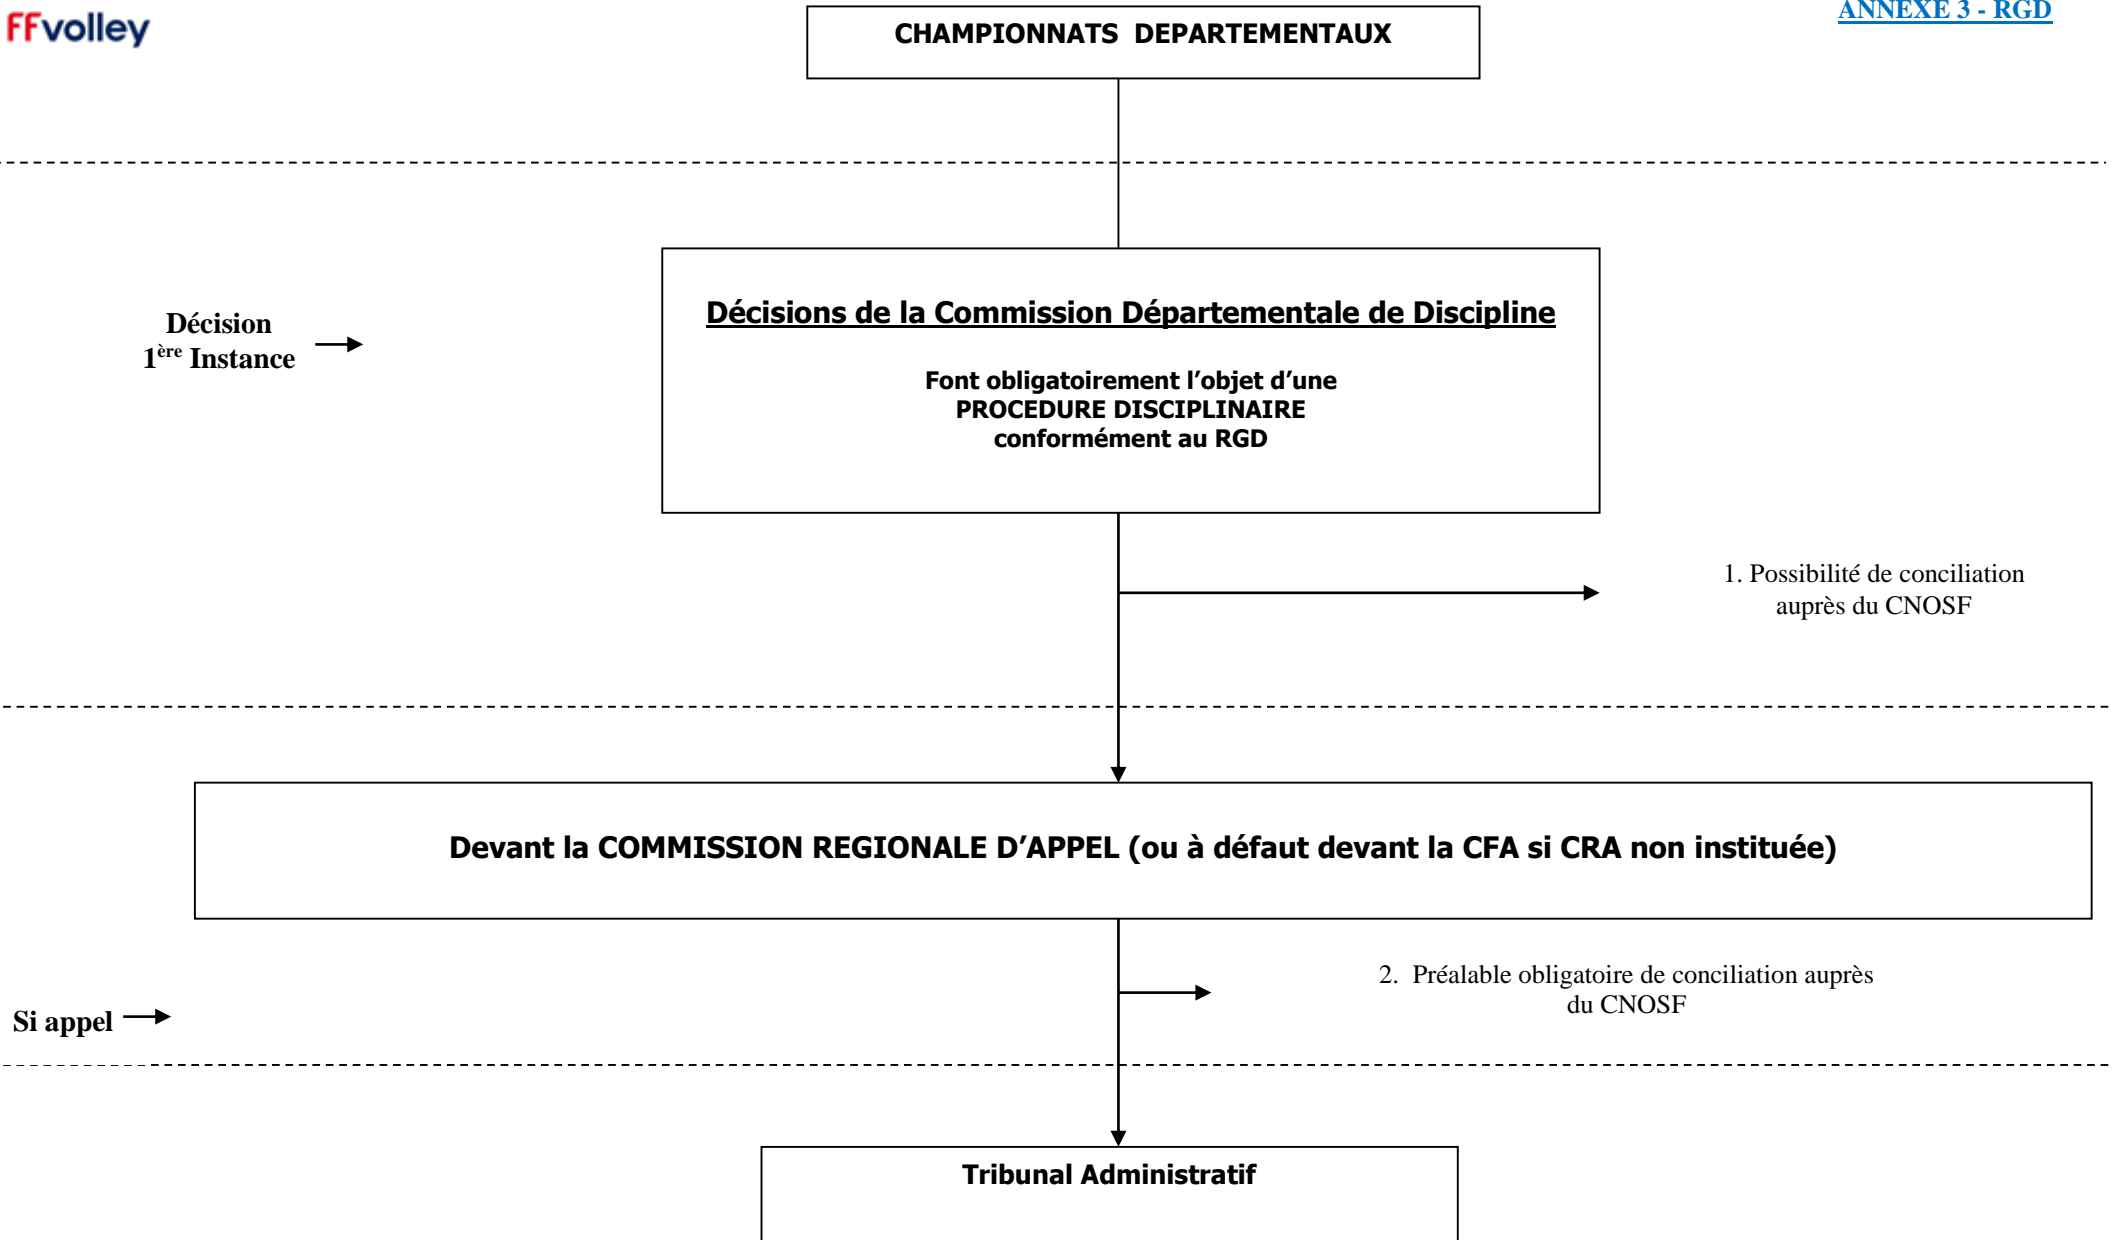 FFvolley
ANNEXE 3 - RGD
CHAMPIONNATS DEPARTEMENTAUX
Décision
1ère Instance
Décisions de la Commission Départementale de Discipline
Font obligatoirement l’objet d’une
PROCEDURE DISCIPLINAIRE
conformément au RGD
1. Possibilité de conciliation
auprès du CNOSF
Devant la COMMISSION REGIONALE D’APPEL (ou à défaut devant la CFA si CRA non instituée)
2. Préalable obligatoire de conciliation auprès
du CNOSF
Si appel
Tribunal Administratif